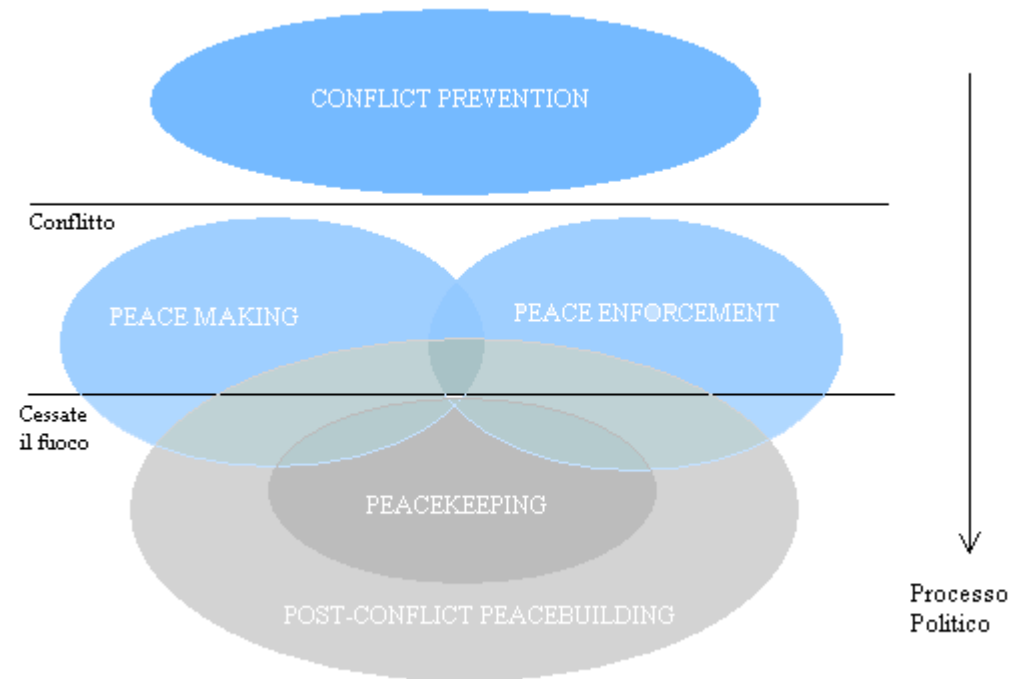 CONFLICT PREVENTION
Conflitto
PEACE MAKING
PEACE ENFORCEMENT
Cessate
il fuoco
PEACEKEEPING
POST-CONFLICT PEACEBUILDING
Processo
Politico